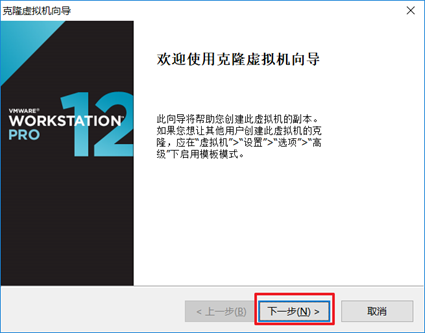 克隆虚拟机向导
VMWARE®
WORKSTATION 12
PRO
欢迎使用克隆虚拟机向导
此向导将帮助您创建此虚拟机的副本。
如果您想让其他用户创建此虚拟机的克
隆，应在“虚拟机”>“设置”>“选项”>“高
级”下启用模板模式。
< 上一步(B)
下一步(N) >
取消